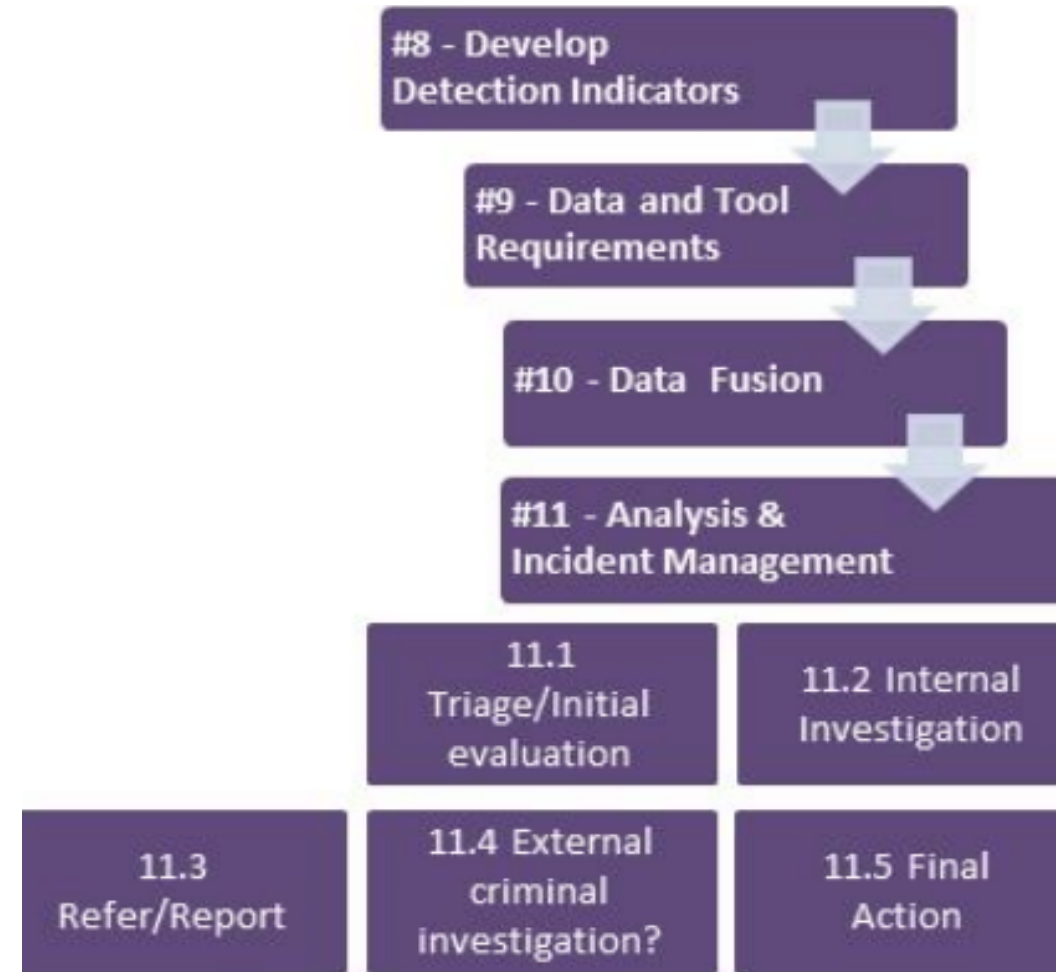 #8 - Develop
Detection Indicators
#9 - Data and Tool
Requirements
#10 - Data Fusion
#11 - Analysis &
Incident Management
11.1
Triage/Initial
evaluation
11.2 Internal
Investigation
11.3
Refer/Report
11.4 External
criminal
investigation?
11.5 Final
Action